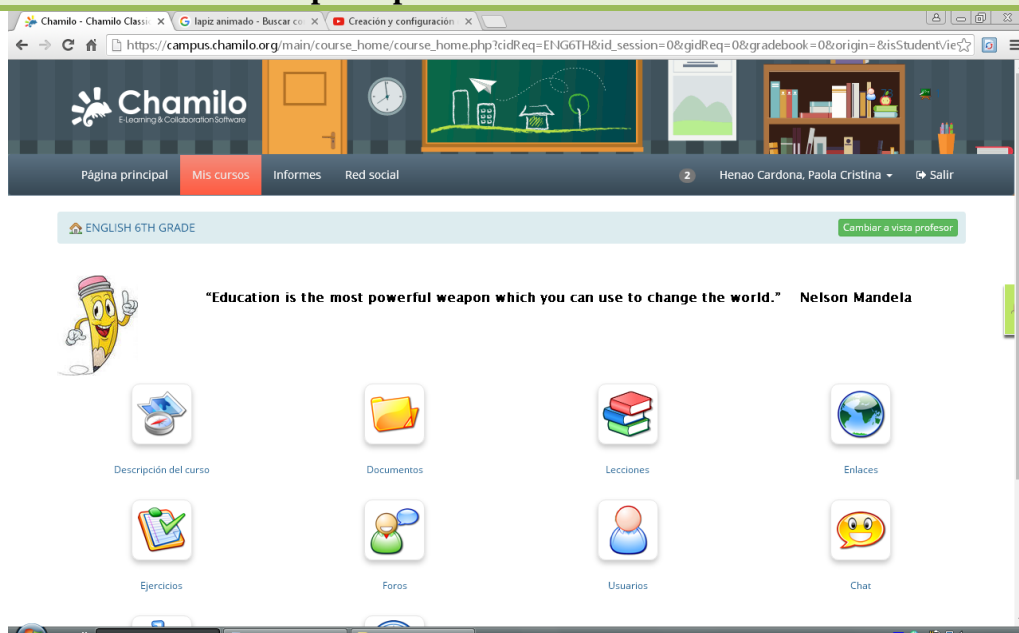 Chamilo - Chamilo Classic
lapiz animado - Buscar co
Creación y configuración
https://campus.chamilo.org/main/course_home/course_home.php?cidReq=ENG6TH&id_session=0&gidReq=0&gradebook=0&origin=&isStudentVie
Chamilo
E-Learning & Collaboration Software
Página principal Mis cursos Informes Red social 2 Henao Cardona, Paola Cristina Salir
ENGLISH 6TH GRADE Cambiar a vista profesor
“Education is the most powerful weapon which you can use to change the world.” Nelson Mandela
Descripción del curso Documentos Lecciones Enlaces
Ejercicios Foros Usuarios Chat